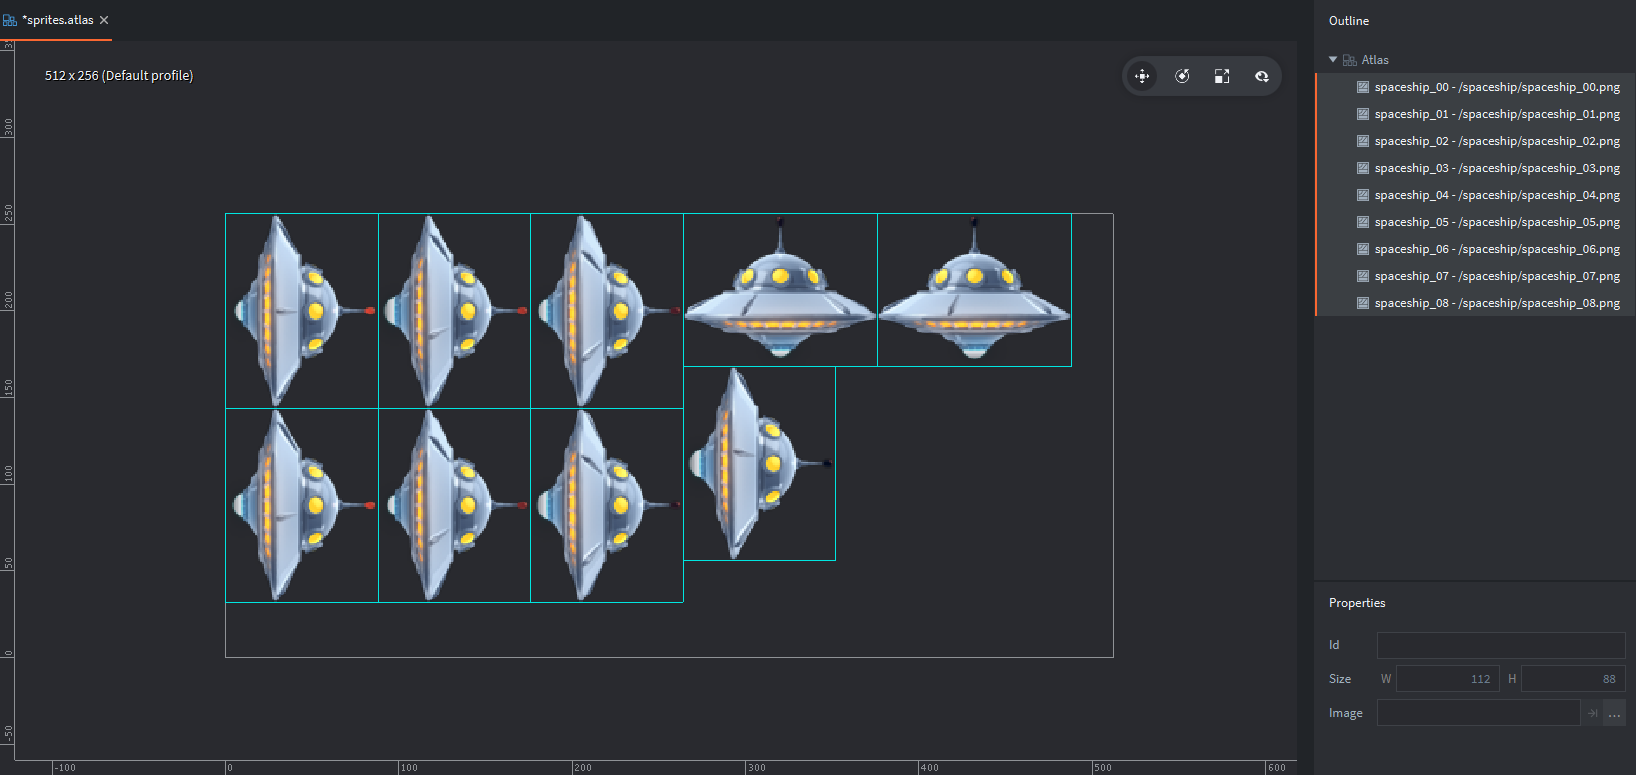 *sprites.atlas
Outline
512 x 256 (Default profile)
Atlas
spaceship_00 - /spaceship/spaceship_00.png
spaceship_01 - /spaceship/spaceship_01.png
spaceship_02 - /spaceship/spaceship_02.png
spaceship_03 - /spaceship/spaceship_03.png
spaceship_04 - /spaceship/spaceship_04.png
spaceship_05 - /spaceship/spaceship_05.png
spaceship_06 - /spaceship/spaceship_06.png
spaceship_07 - /spaceship/spaceship_07.png
spaceship_08 - /spaceship/spaceship_08.png
300
250
200
150
100
50
0
-50
-100 0 100 200 300 400 500 600
Properties
Id
Size W 112 H 88
Image ...